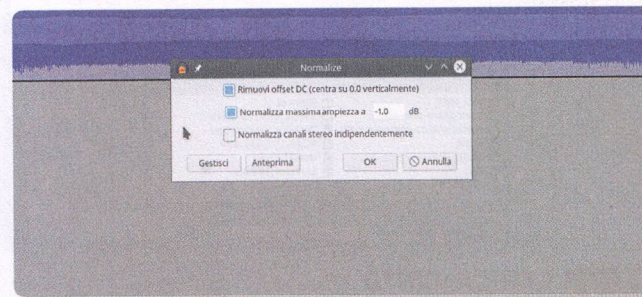 Normalize
Rimuovi offset DC (centra su 0.0 verticalmente)
Normalizza massima ampiezza a -1,0 dB
Normalizza canali stereo indipendentemente
Gestisci Anteprima OK Annulla